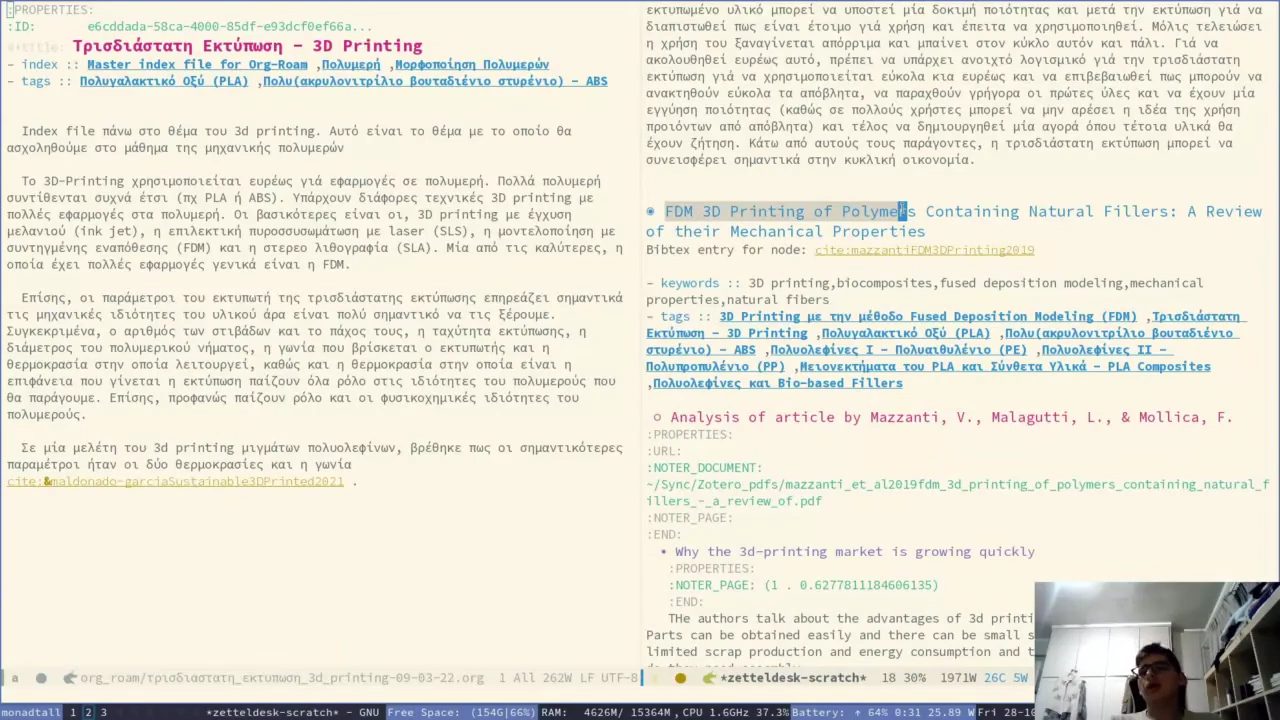 :PROPERTIES:
:ID:       e6cddada-58ca-4000-85df-e93dcf0ef66a...
#+title: Τρισδιάστατη Εκτύπωση – 3D Printing
– index :: Master index file for Org-Roam ,Πολυμερή ,Μορφοποίηση Πολυμερών
– tags :: Πολυγαλακτικό Οξύ (PLA) ,Πολυ(ακρυλονιτρίλιο βουταδιένιο στυρένιο) – ABS
Index file πάνω στο θέμα του 3d printing. Αυτό είναι το θέμα με το οποίο θα
ασχοληθούμε στο μάθημα της μηχανικής πολυμερών
Το 3D-Printing χρησιμοποιείται ευρέως γιά εφαρμογές σε πολυμερή. Πολλά πολυμερή
συντίθενται συχνά έτσι (πχ PLA ή ABS). Υπάρχουν διάφορες τεχνικές 3D printing με
πολλές εφαρμογές στα πολυμερή. Οι βασικότερες είναι οι, 3D printing με έγχυση
μελανιού (ink jet), η επιλεκτική πυροσσυσωμάτωση με laser (SLS), η μοντελοποίηση με
συντηγμένης εναπόθεσης (FDM) και η στερεο λιθογραφία (SLA). Μία από τις καλύτερες, η
οποία έχει πολλές εφαρμογές γενικά είναι η FDM.
Επίσης, οι παράμετροι του εκτυπωτή της τρισδιάστατης εκτύπωσης επηρεάζει σημαντικά
τις μηχανικές ιδιότητες του υλικού άρα είναι πολύ σημαντικό να τις ξέρουμε.
Συγκεκριμένα, ο αριθμός των στιβάδων και το πάχος τους, η ταχύτητα εκτύπωσης, η
διάμετρος του πολυμερικού νήματος, η γωνία που βρίσκεται ο εκτυπωτής και η
θερμοκρασία στην οποία λειτουργεί, καθώς και η θερμοκρασία στην οποία είναι η
επιφάνεια που γίνεται η εκτύπωση παίζουν όλα ρόλο στις ιδιότητες του πολυμερούς που
θα παράγουμε. Επίσης, προφανώς παίζουν ρόλο και οι φυσικοχημικές ιδιότητες του
πολυμερούς.
Σε μία μελέτη του 3d printing μιγμάτων πολυολεφίνων, βρέθηκε πως οι σημαντικότερες
παραμέτροι ήταν οι δύο θερμοκρασίες και η γωνία
cite:&maldonado-garciaSustainable3DPrinted2021 .
a org_roam/τρισδιαστατη_εκτυπωση_3d_printing-09-03-22.org 1 All 262W LF UTF-8
εκτυπωμένο υλικό μπορεί να υποστεί μία δοκιμή ποιότητας και μετά την εκτύπωση γιά να
διαπιστωθεί πως είναι έτοιμο γιά χρήση και έπειτα να χρησιμοποιηθεί. Μόλις τελειώσει
η χρήση του ξαναγίνεται απόρριμα και μπαίνει στον κύκλο αυτόν και πάλι. Γιά να
ακολουθηθεί ευρέως αυτό, πρέπει να υπάρχει ανοιχτό λογισμικό γιά την τρισδιάστατη
εκτύπωση γιά να χρησιμοποιείται εύκολα κια ευρέως και να επιβεβαιωθεί πως μπορούν να
ανακτηθούν εύκολα τα απόβλητα, να παραχθούν γρήγορα οι πρώτες ύλες και να έχουν μία
εγγύηση ποιότητας (καθώς σε πολλούς χρήστες μπορεί να μην αρέσει η ιδέα της χρήση
προιόντων από απόβλητα) και τέλος να δημιουργηθεί μία αγορά όπου τέτοια υλικά θα
έχουν ζήτηση. Κάτω από αυτούς τους παράγοντες, η τρισδιάστατη εκτύπωση μπορεί να
συνεισφέρει σημαντικά στην κυκλική οικονομία.
◉ FDM 3D Printing of Polymers Containing Natural Fillers: A Review
of their Mechanical Properties
Bibtex entry for node: cite:mazzantiFDM3DPrinting2019
– keywords :: 3D printing,biocomposites,fused deposition modeling,mechanical
properties,natural fibers
– tags :: 3D Printing με την μέθοδο Fused Deposition Modeling (FDM) ,Τρισδιάστατη
Εκτύπωση – 3D Printing ,Πολυγαλακτικό Οξύ (PLA) ,Πολυ(ακρυλονιτρίλιο βουταδιένιο
στυρένιο) – ABS ,Πολυολεφίνες Ι – Πολυαιθυλένιο (PE) ,Πολυολεφίνες ΙΙ –
Πολυπροπυλένιο (PP) ,Μειονεκτήματα του PLA και Σύνθετα Υλικά – PLA Composites
,Πολυολεφίνες και Bio-based Fillers
○ Analysis of article by Mazzanti, V., Malagutti, L., & Mollica, F.
:PROPERTIES:
:URL:
:NOTER_DOCUMENT:
~/Sync/Zotero_pdfs/mazzanti_et_al2019fdm_3d_printing_of_polymers_containing_natural_f
illers_-_a_review_of.pdf
:NOTER_PAGE:
:END:
• Why the 3d-printing market is growing quickly
:PROPERTIES:
:NOTER_PAGE: (1 . 0.6277811184606135)
:END:
THe authors talk about the advantages of 3d printi
Parts can be obtained easily and there can be small s
limited scrap production and energy consumption and t
do they need assembly
*zetteldesk-scratch* 18 30% 1971W 26C 5W
monadtall 1 2 3 *zetteldesk-scratch* – GNU Free Space: (154G|66%) RAM: 4626M/ 15364M, CPU 1.6GHz 37.3% Battery: ↑ 64% 0:31 25.89 W Fri 28-10